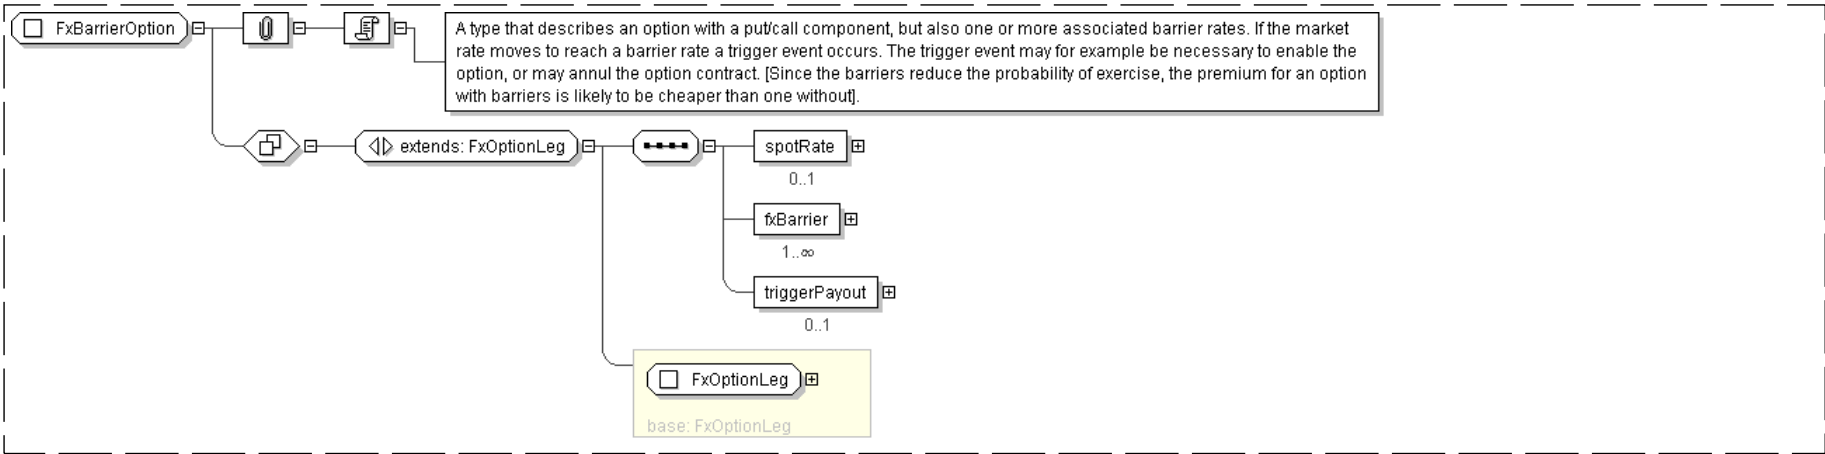 FxBarrierOption
A type that describes an option with a put/call component, but also one or more associated barrier rates. If the market
rate moves to reach a barrier rate a trigger event occurs. The trigger event may for example be necessary to enable the
option, or may annul the option contract. [Since the barriers reduce the probability of exercise, the premium for an option
with barriers is likely to be cheaper than one without].
extends: FxOptionLeg
spotRate
0..1
fxBarrier
1..∞
triggerPayout
0..1
FxOptionLeg
base: FxOptionLeg